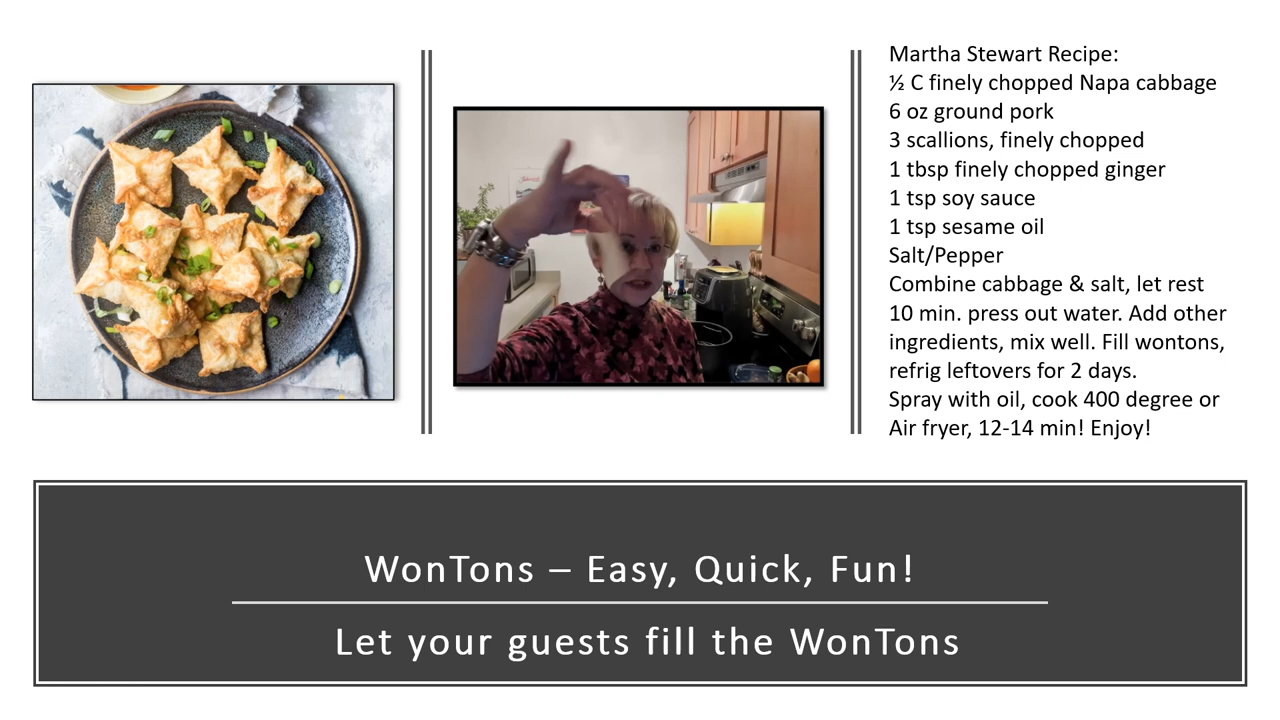 Martha Stewart Recipe:
½ C finely chopped Napa cabbage
6 oz ground pork
3 scallions, finely chopped
1 tbsp finely chopped ginger
1 tsp soy sauce
1 tsp sesame oil
Salt/Pepper
Combine cabbage & salt, let rest
10 min. press out water. Add other
ingredients, mix well. Fill wontons,
refrig leftovers for 2 days.
Spray with oil, cook 400 degree or
Air fryer, 12-14 min! Enjoy!
WonTons – Easy, Quick, Fun!
Let your guests fill the WonTons